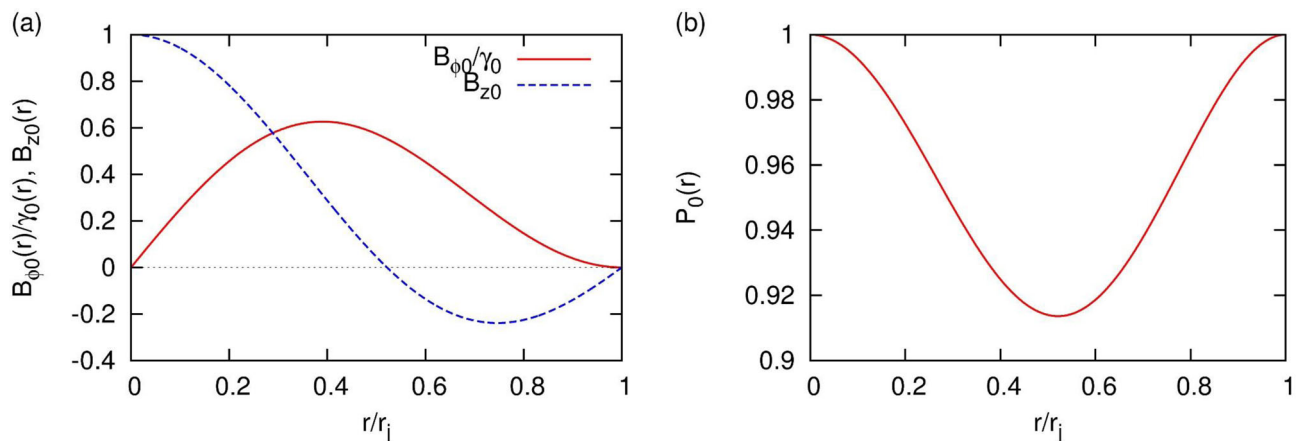 (a)
B_ϕ0(r)/γ_0(r), B_z0(r)
1
0.8
0.6
0.4
0.2
0
-0.2
-0.4
B_ϕ0/γ_0
B_z0
0 0.2 0.4 0.6 0.8 1
r/r_j
(b)
P_0(r)
1
0.98
0.96
0.94
0.92
0.9
0 0.2 0.4 0.6 0.8 1
r/r_j